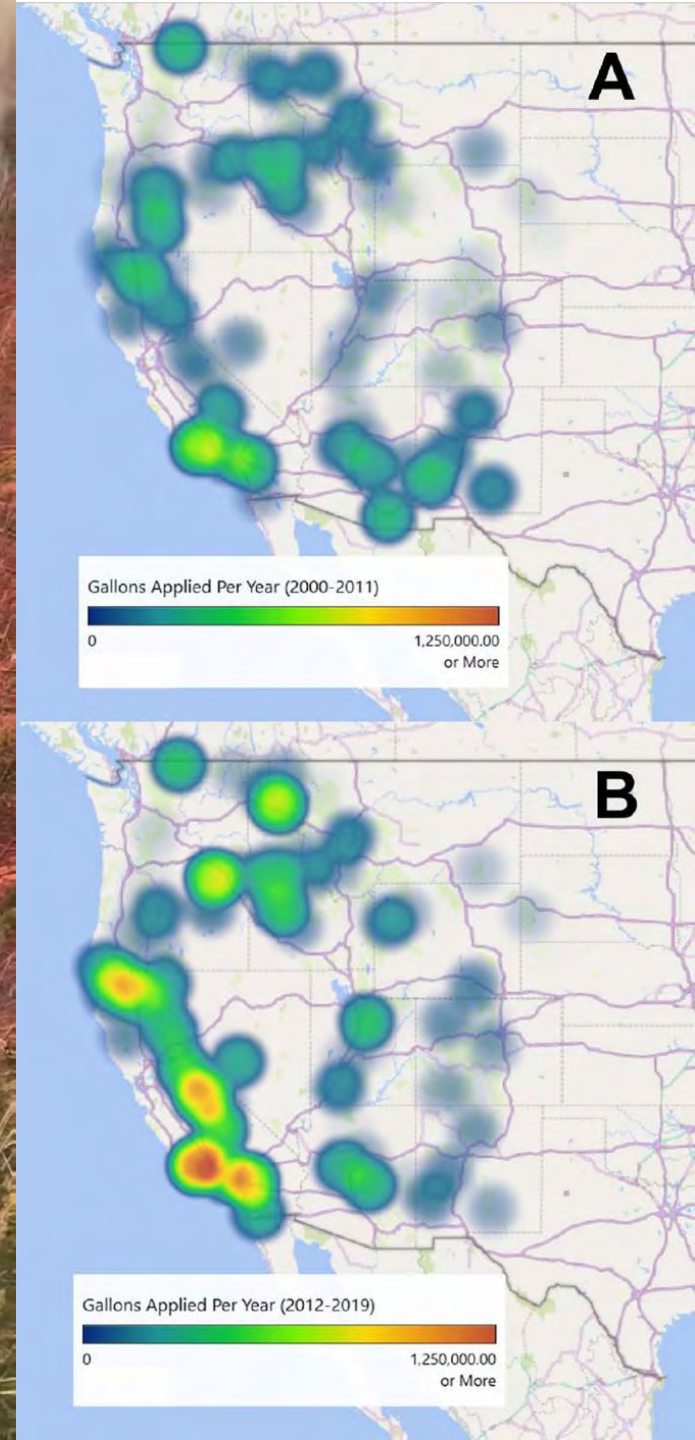 A
Gallons Applied Per Year (2000-2011)
0
1,250,000.00
or More
B
Gallons Applied Per Year (2012-2019)
0
1,250,000.00
or More